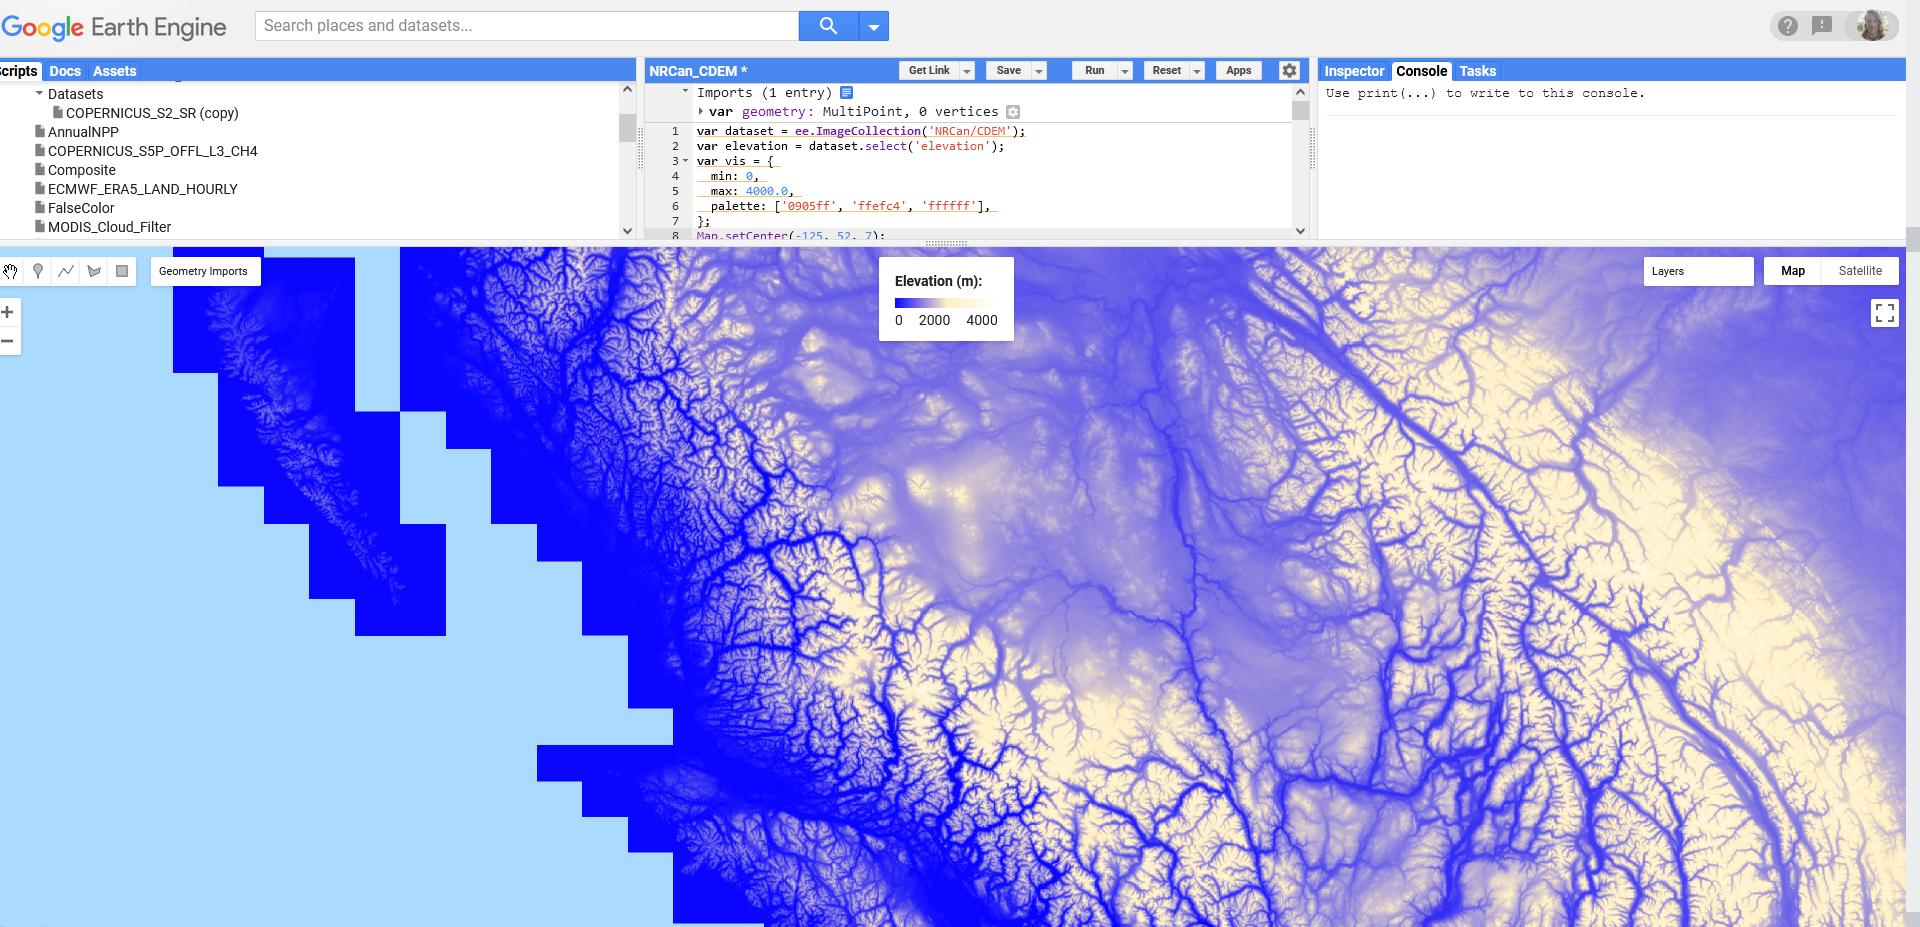 Google Earth Engine
Search places and datasets...
Scripts Docs Assets
Datasets
COPERNICUS_S2_SR (copy)
AnnualNPP
COPERNICUS_S5P_OFFL_L3_CH4
Composite
ECMWF_ERA5_LAND_HOURLY
FalseColor
MODIS_Cloud_Filter
NRCan_CDEM *
Get Link Save Run Reset Apps
Imports (1 entry)
var geometry: MultiPoint, 0 vertices
1 var dataset = ee.ImageCollection('NRCan/CDEM');
2 var elevation = dataset.select('elevation');
3 var vis = {
4 min: 0,
5 max: 4000.0,
6 palette: ['0905ff', 'ffefc4', 'ffffff'],
7 };
8 Map.setCenter(-125, 52, 7);
Inspector Console Tasks
Use print(...) to write to this console.
Geometry Imports
Elevation (m):
0 2000 4000
Layers
Map Satellite
+
−